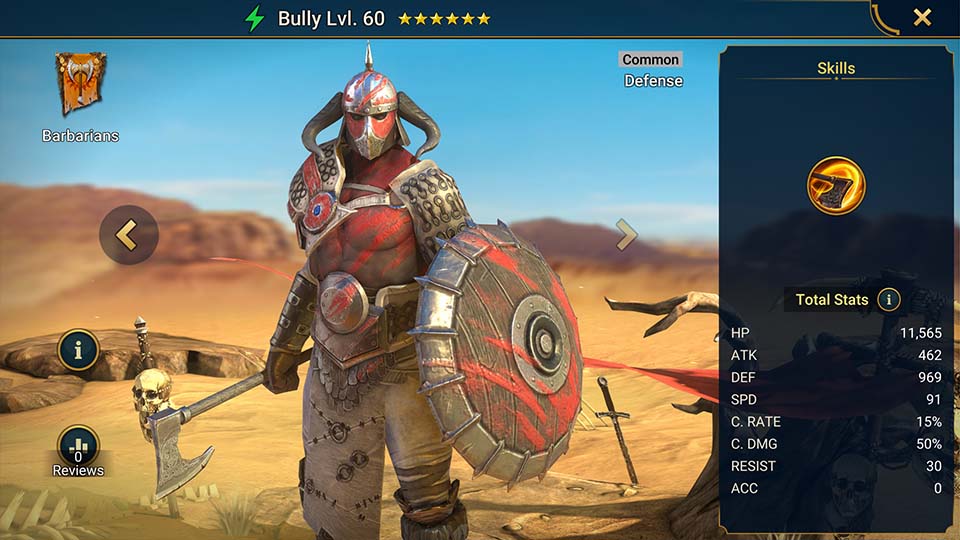 Bully Lvl. 60
Barbarians
Common
Defense
Skills
i
0
Reviews
Total Stats i
HP 11,565
ATK 462
DEF 969
SPD 91
C. RATE 15%
C. DMG 50%
RESIST 30
ACC 0